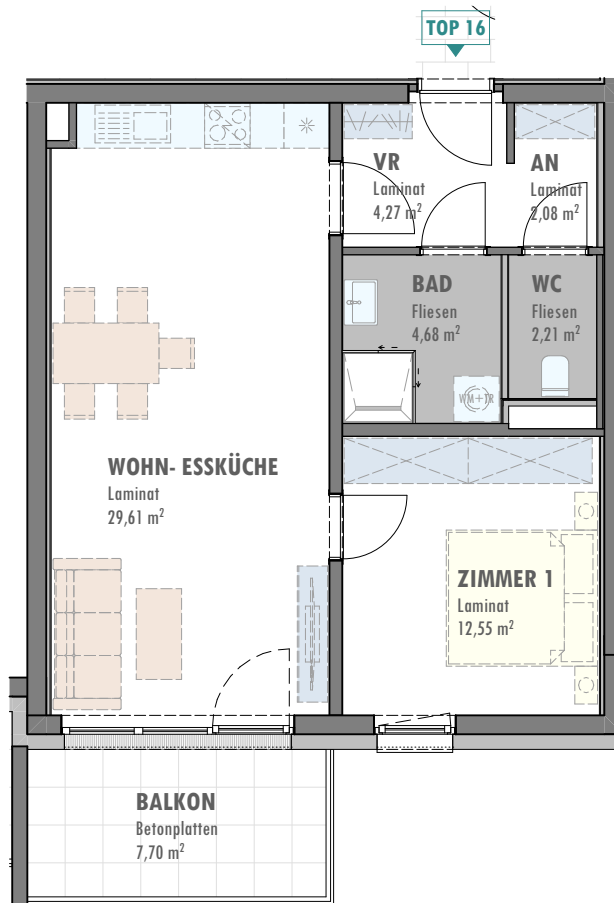 TOP 16
VR
Laminat
4,27 m²
AN
Laminat
2,08 m²
BAD
Fliesen
4,68 m²
WC
Fliesen
2,21 m²
WM+TR
WOHN- ESSKÜCHE
Laminat
29,61 m²
ZIMMER 1
Laminat
12,55 m²
BALKON
Betonplatten
7,70 m²